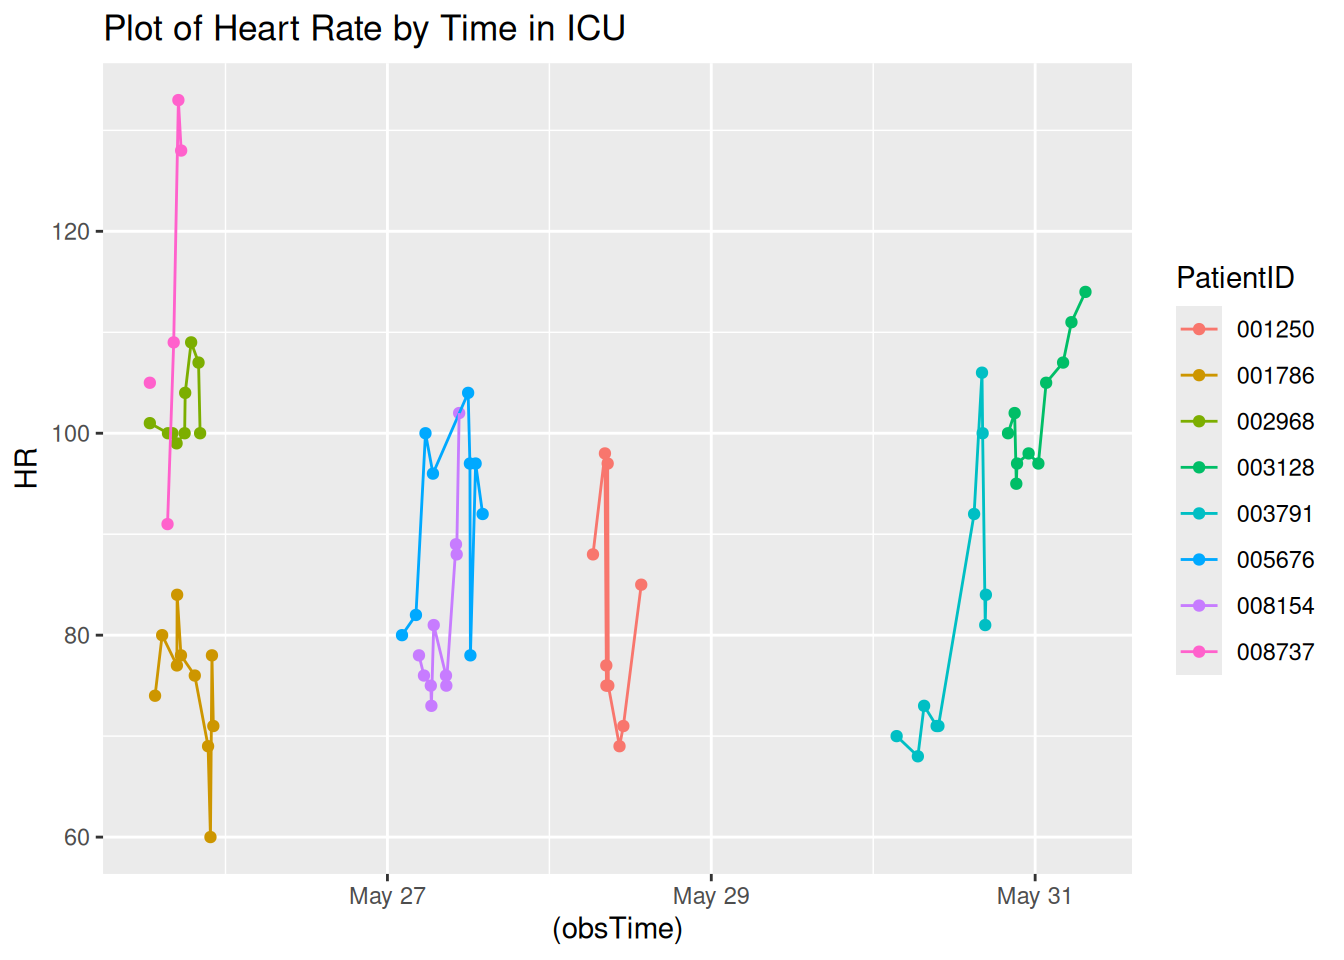 Plot of Heart Rate by Time in ICU
HR
120
100
80
60
May 27
May 29
May 31
(obsTime)
PatientID
001250
001786
002968
003128
003791
005676
008154
008737